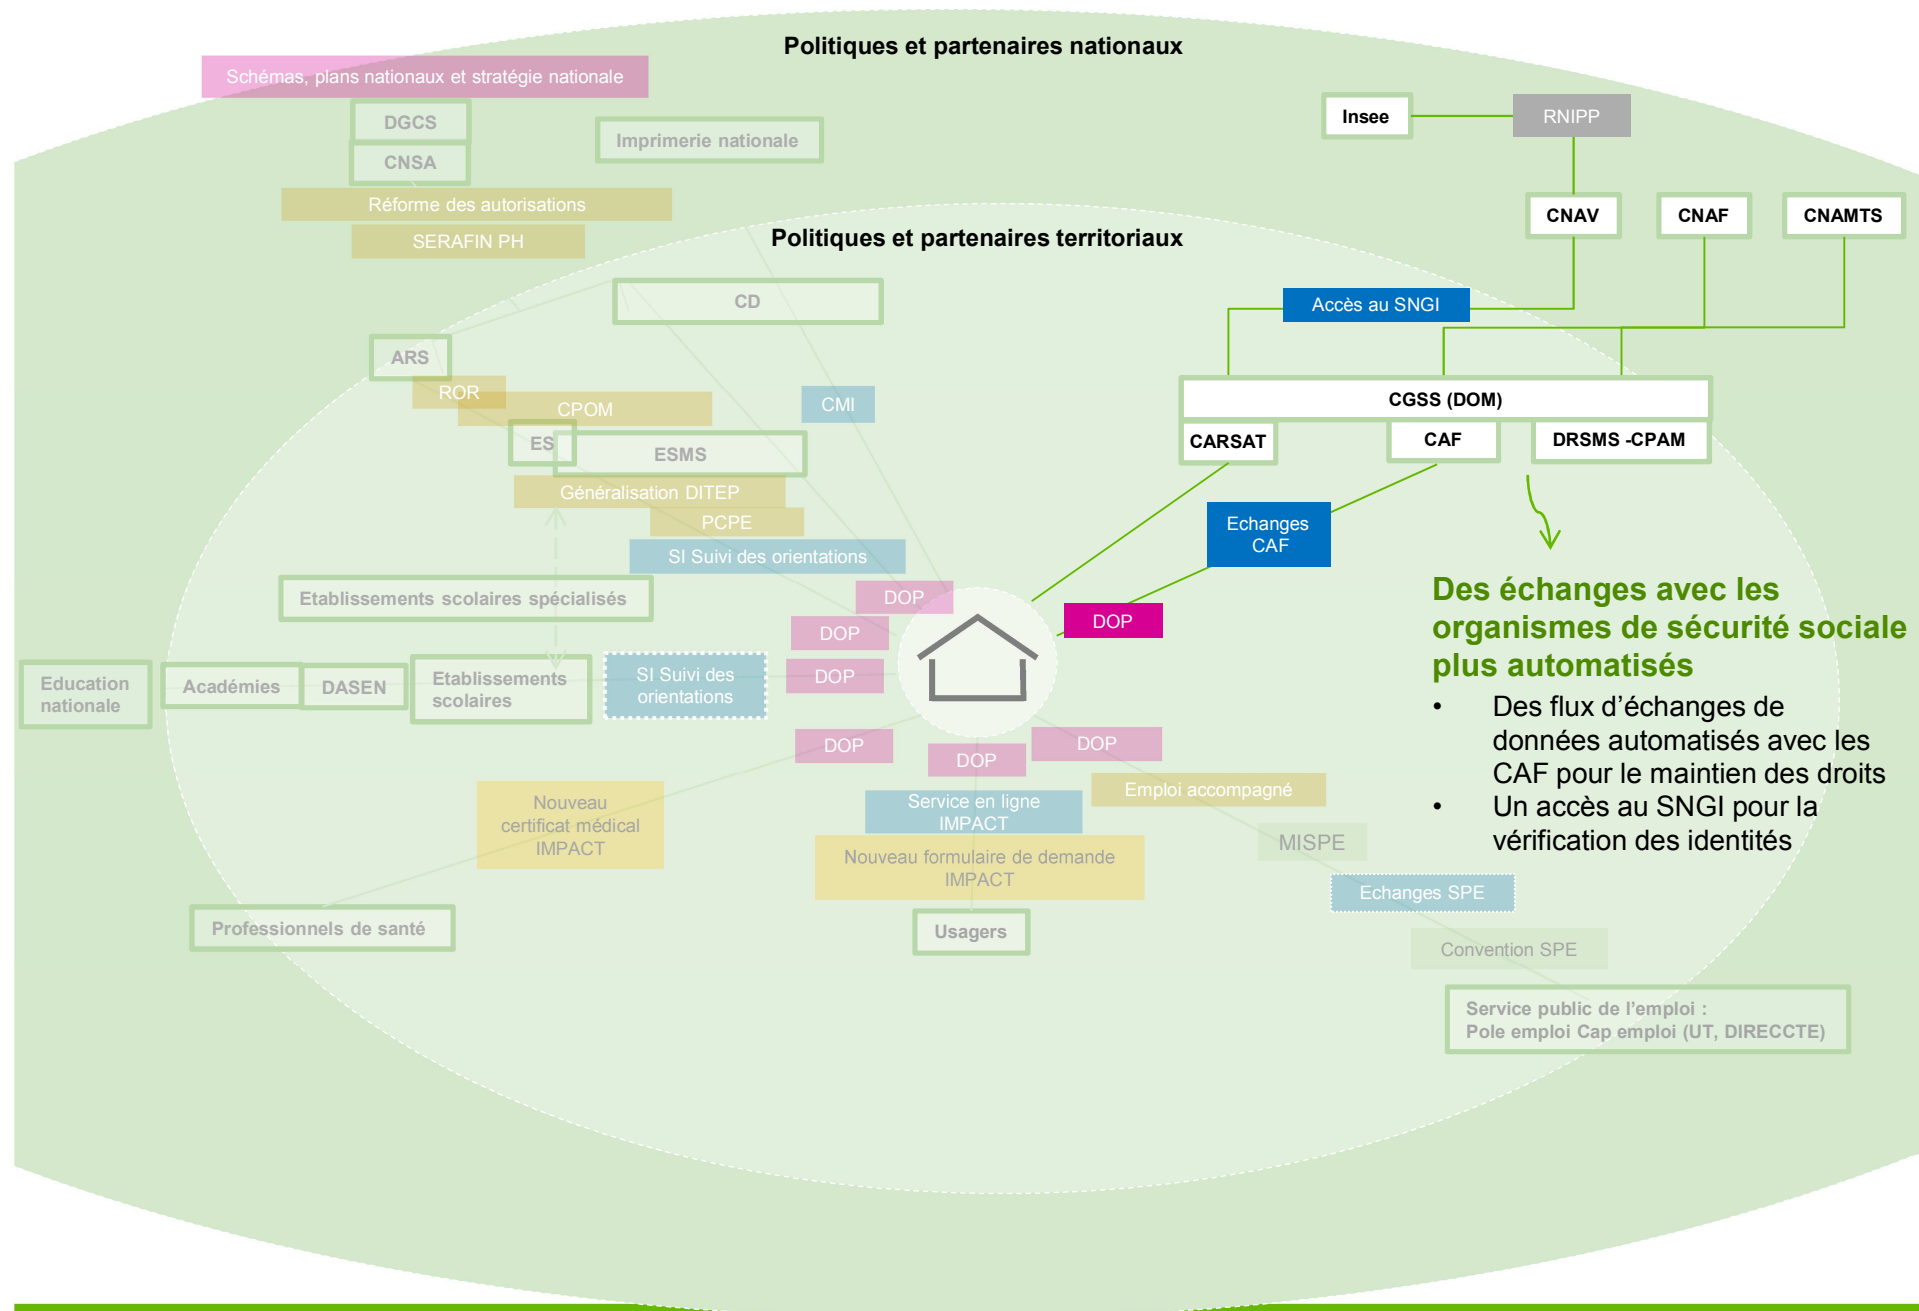 Politiques et partenaires nationaux
Schémas, plans nationaux et stratégie nationale
DGCS
CNSA
Imprimerie nationale
Réforme des autorisations
SERAFIN PH
Insee
RNIPP
CNAV
CNAF
CNAMTS
Politiques et partenaires territoriaux
CD
Accès au SNGI
ARS
ROR
CPOM
CMI
ES
ESMS
CGSS (DOM)
CARSAT
CAF
DRSMS -CPAM
Généralisation DITEP
PCPE
SI Suivi des orientations
Echanges
CAF
Etablissements scolaires spécialisés
DOP
DOP
DOP
DOP
Des échanges avec les
organismes de sécurité sociale
plus automatisés
• Des flux d’échanges de
données automatisés avec les
CAF pour le maintien des droits
• Un accès au SNGI pour la
vérification des identités
Education
nationale
Académies
DASEN
Etablissements
scolaires
SI Suivi des
orientations
DOP
DOP
DOP
Nouveau
certificat médical
IMPACT
Service en ligne
IMPACT
Nouveau formulaire de demande
IMPACT
Emploi accompagné
MISPE
Echanges SPE
Professionnels de santé
Usagers
Convention SPE
Service public de l’emploi :
Pole emploi Cap emploi (UT, DIRECCTE)